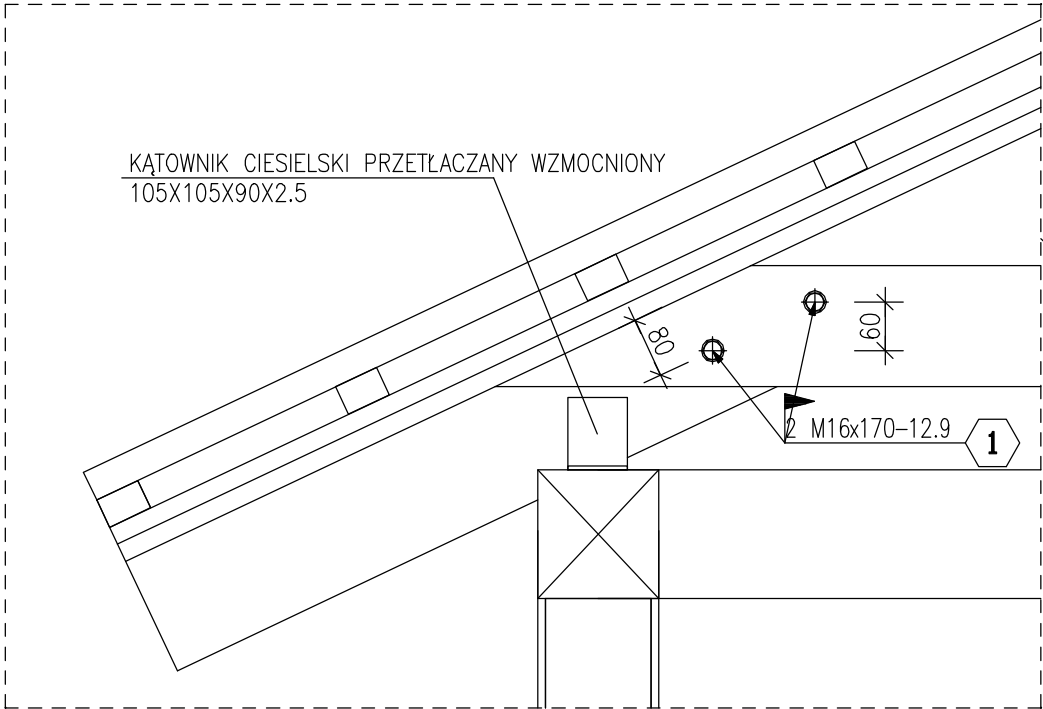 KĄTOWNIK CIESIELSKI PRZETŁACZANY WZMOCNIONY
105X105X90X2.5
80
60
2 M16x170-12.9
1